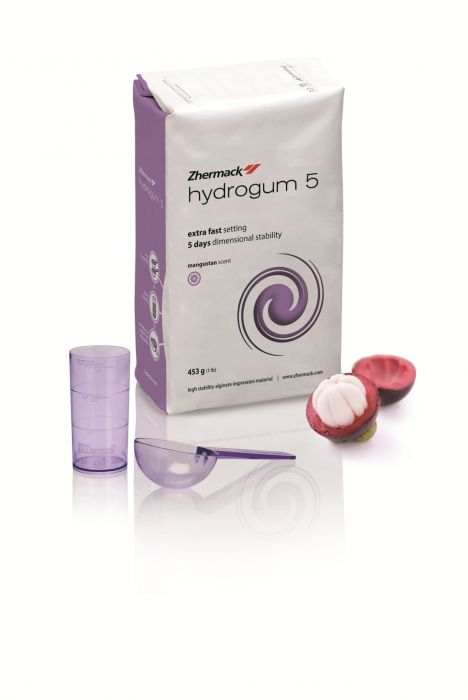 Zhermack
hydrogum 5
extra fast setting
5 days dimensional stability
mangustan scent
453 g (1 lb)
high stability alginate impression material | www.zhermack.com
Zhermack